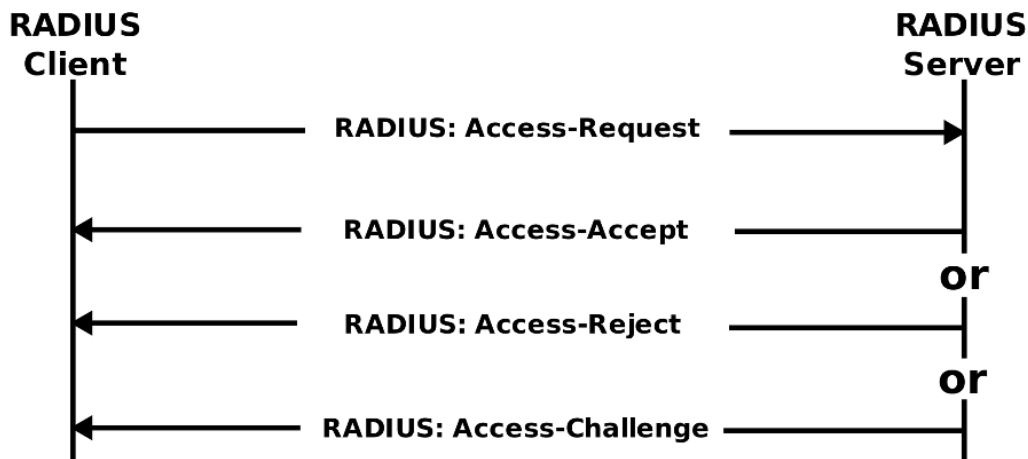 RADIUS
Client
RADIUS
Server
RADIUS: Access-Request
RADIUS: Access-Accept
or
RADIUS: Access-Reject
or
RADIUS: Access-Challenge